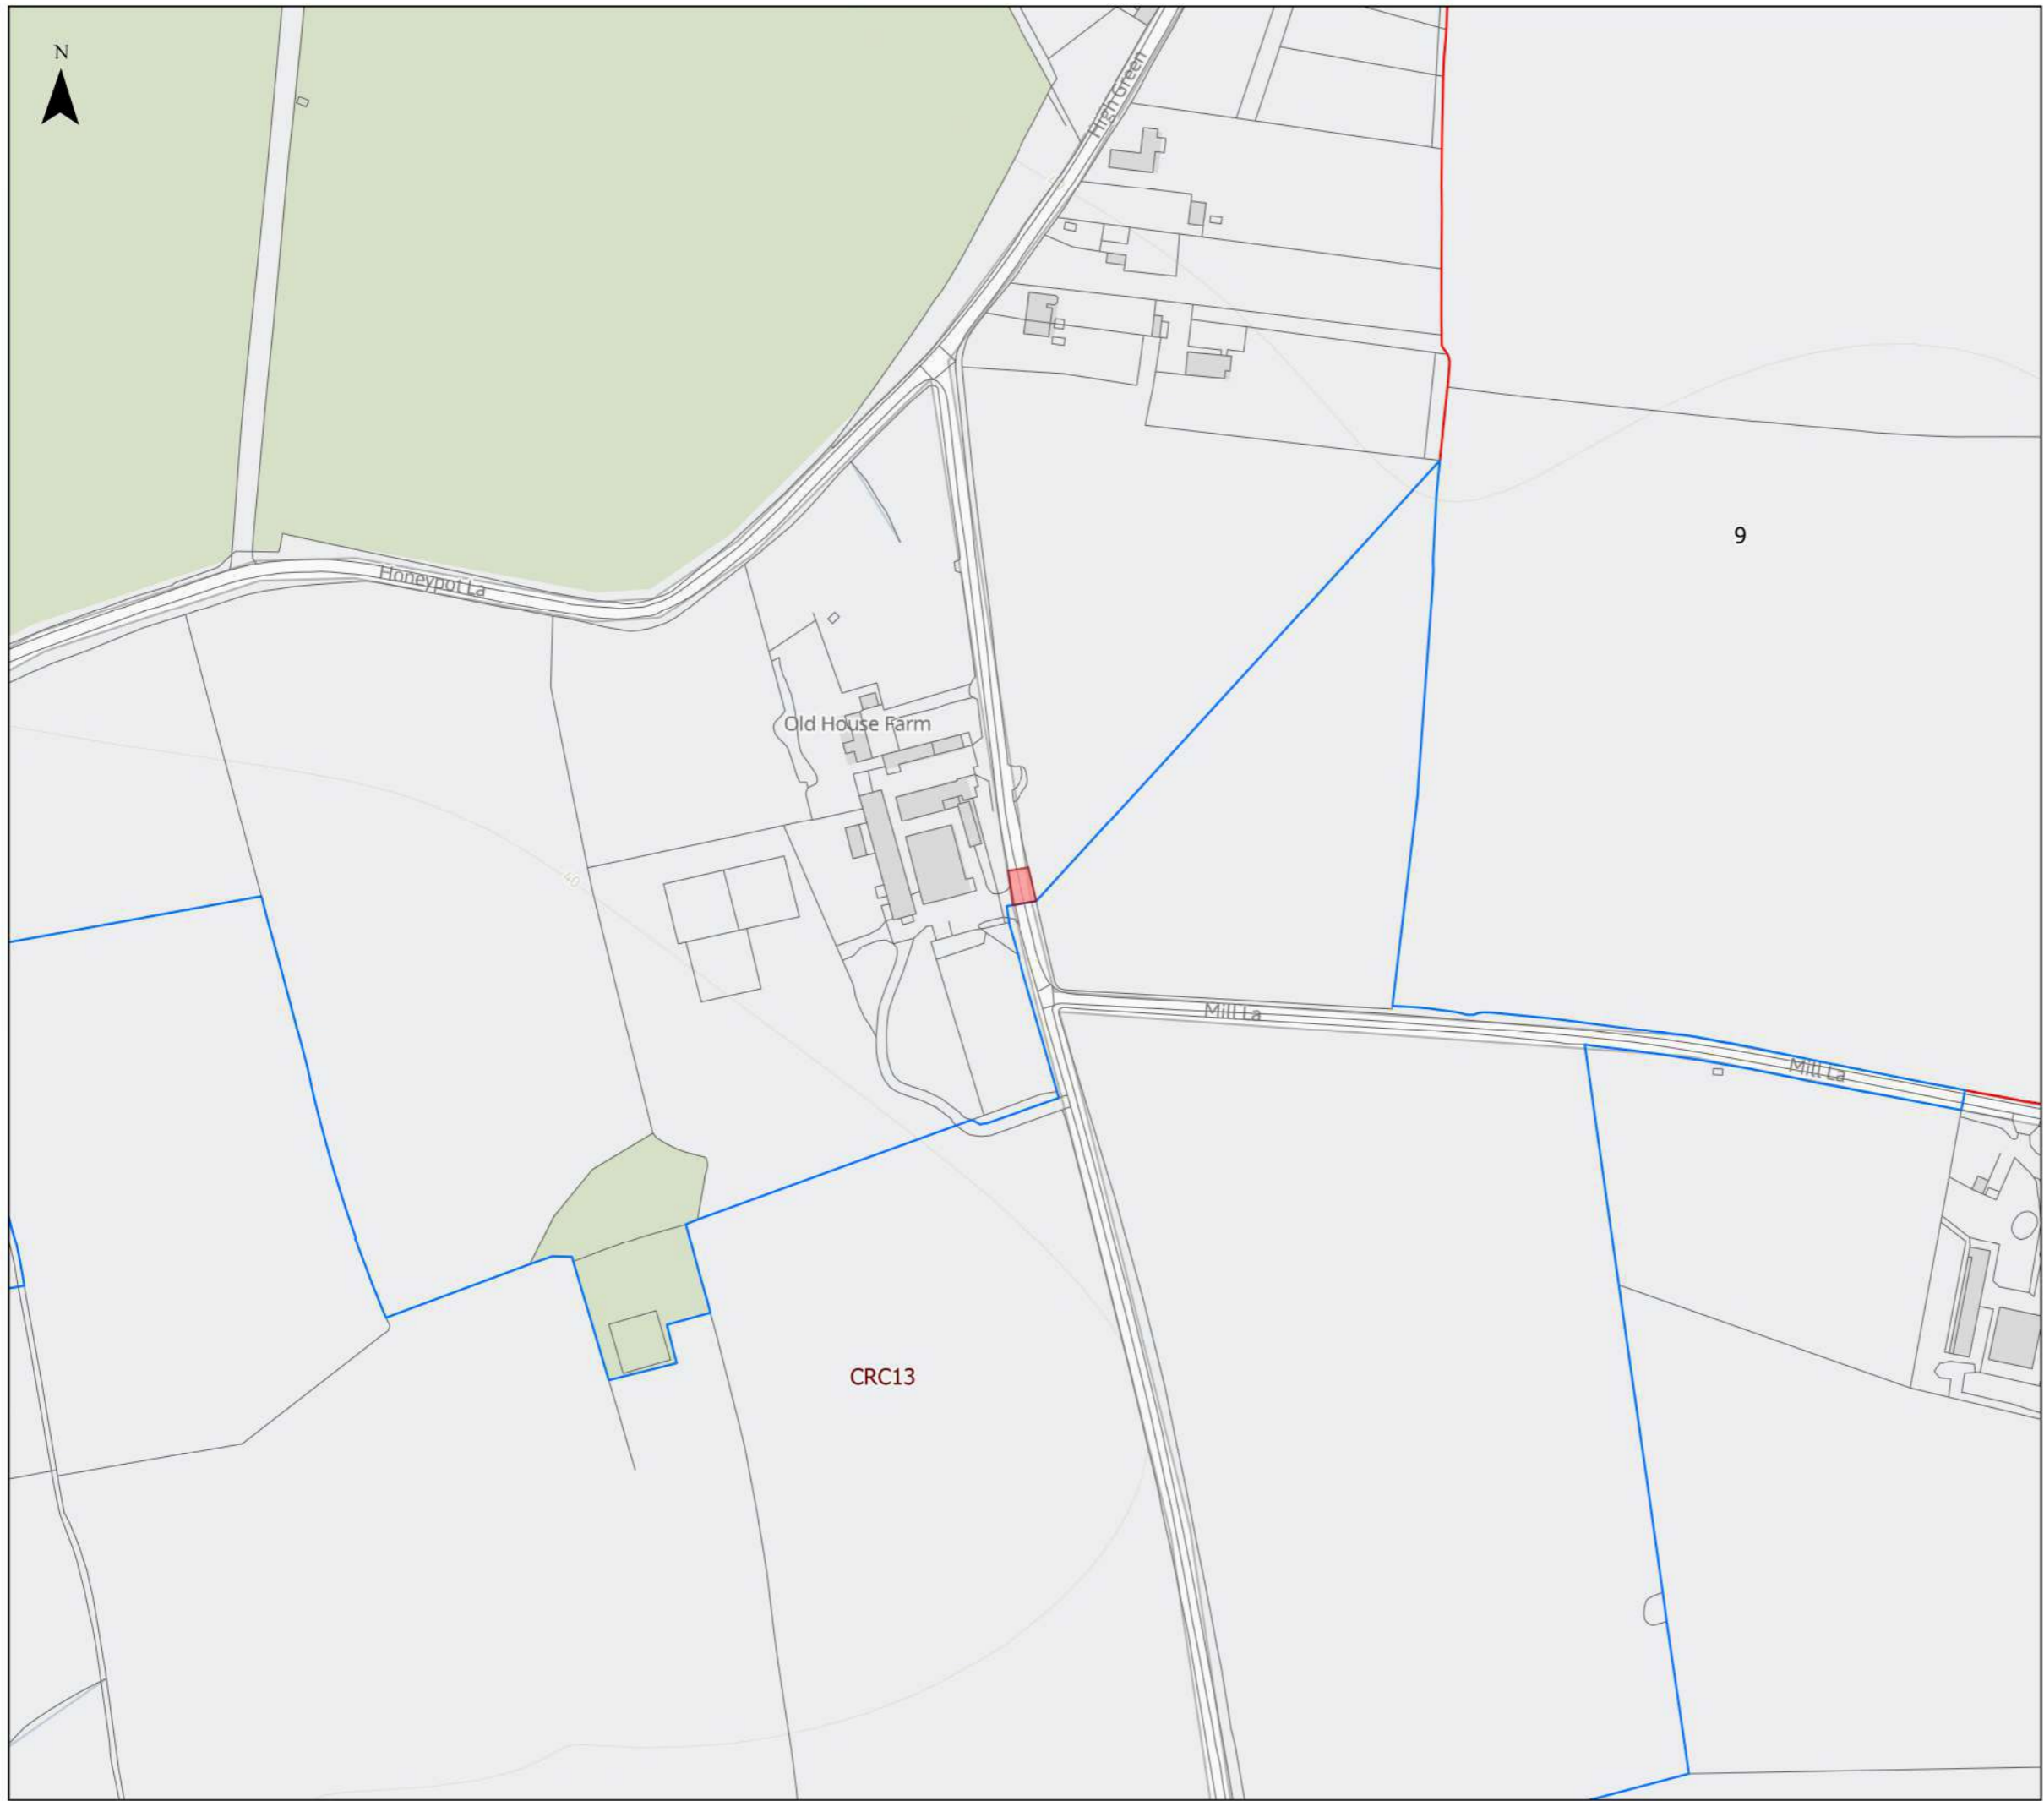 N
High Green
9
Honeypot La
Old House Farm
40
Mill La
Mill La
CRC13